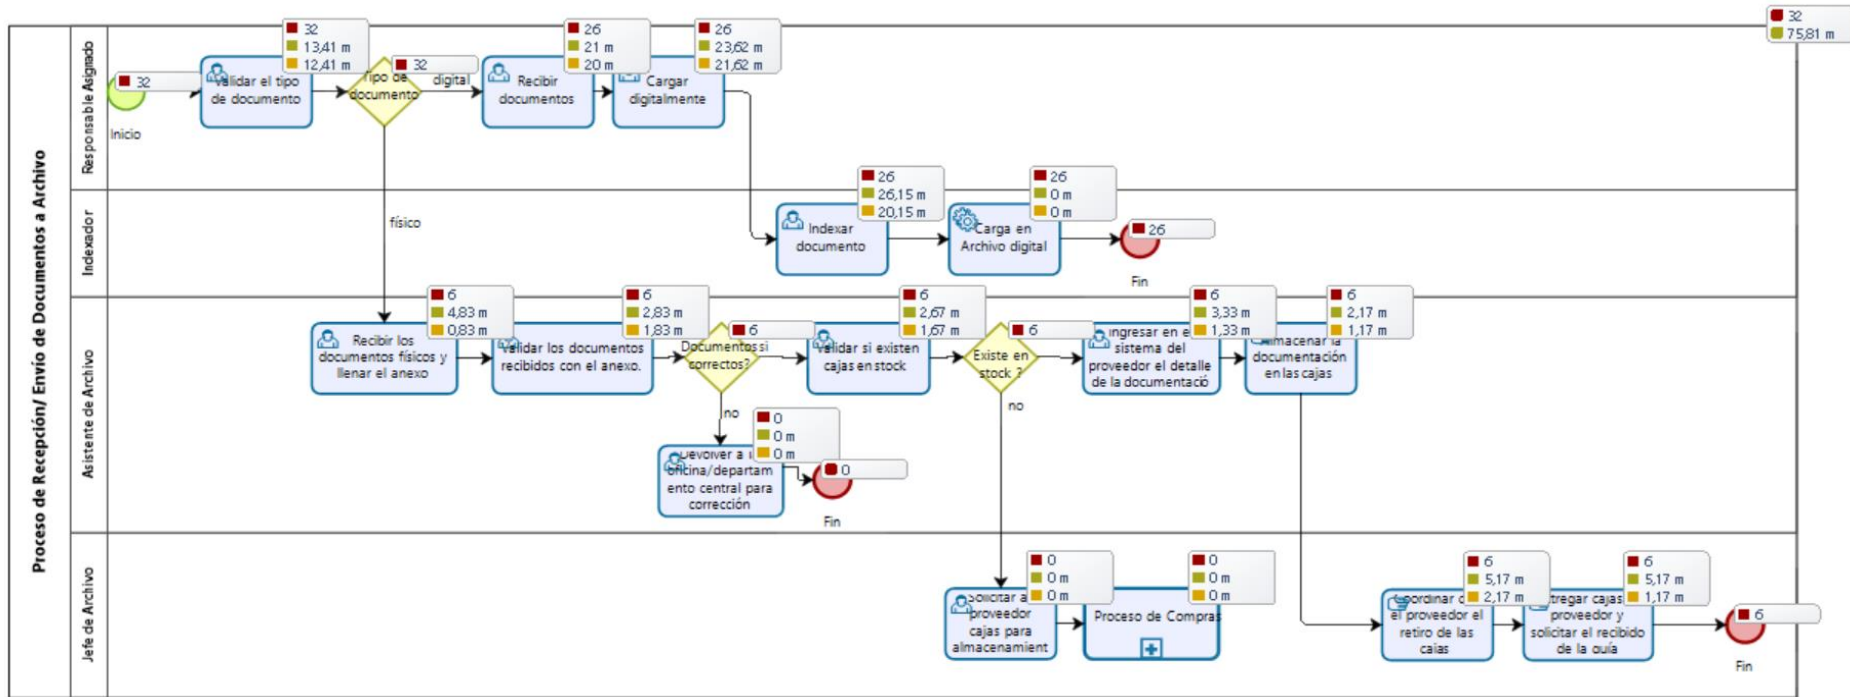 Proceso de Recepción/ Envío de Documentos a Archivo
Responsable Asignado
32
Inicio
32
13,41 m
12,41 m
Validar el tipo
de documento
32
Tipo de
documento
digital
físico
26
21 m
20 m
Recibir
documentos
26
23,62 m
21,62 m
Cargar
digitalmente
32
75,81 m
Indexador
26
26,15 m
20,15 m
Indexar
documento
26
0 m
0 m
Carga en
Archivo digital
26
Fin
Asistente de Archivo
6
4,83 m
0,83 m
Recibir los
documentos físicos y
llenar el anexo
6
2,83 m
1,83 m
Validar los documentos
recibidos con el anexo.
6
Documentos si
correctos?
no
6
2,67 m
1,67 m
Validar si existen
cajas en stock
6
Existe en
stock ?
no
6
3,33 m
1,33 m
Ingresar en e
sistema del
proveedor el detalle
de la documentació
6
2,17 m
1,17 m
Almacenar la
documentación
en las cajas
0
0 m
0 m
Devolver a l
oficina/departam
ento central para
corrección
0
Fin
Jefe de Archivo
0
0 m
0 m
Solicitar a
proveedor
cajas para
almacenamient
0
0 m
0 m
Proceso de Compras
6
5,17 m
2,17 m
Coordinar c
el proveedor el
retiro de las
cajas
6
5,17 m
1,17 m
tregar cajas
proveedor y
solicitar el recibido
de la guía
6
Fin